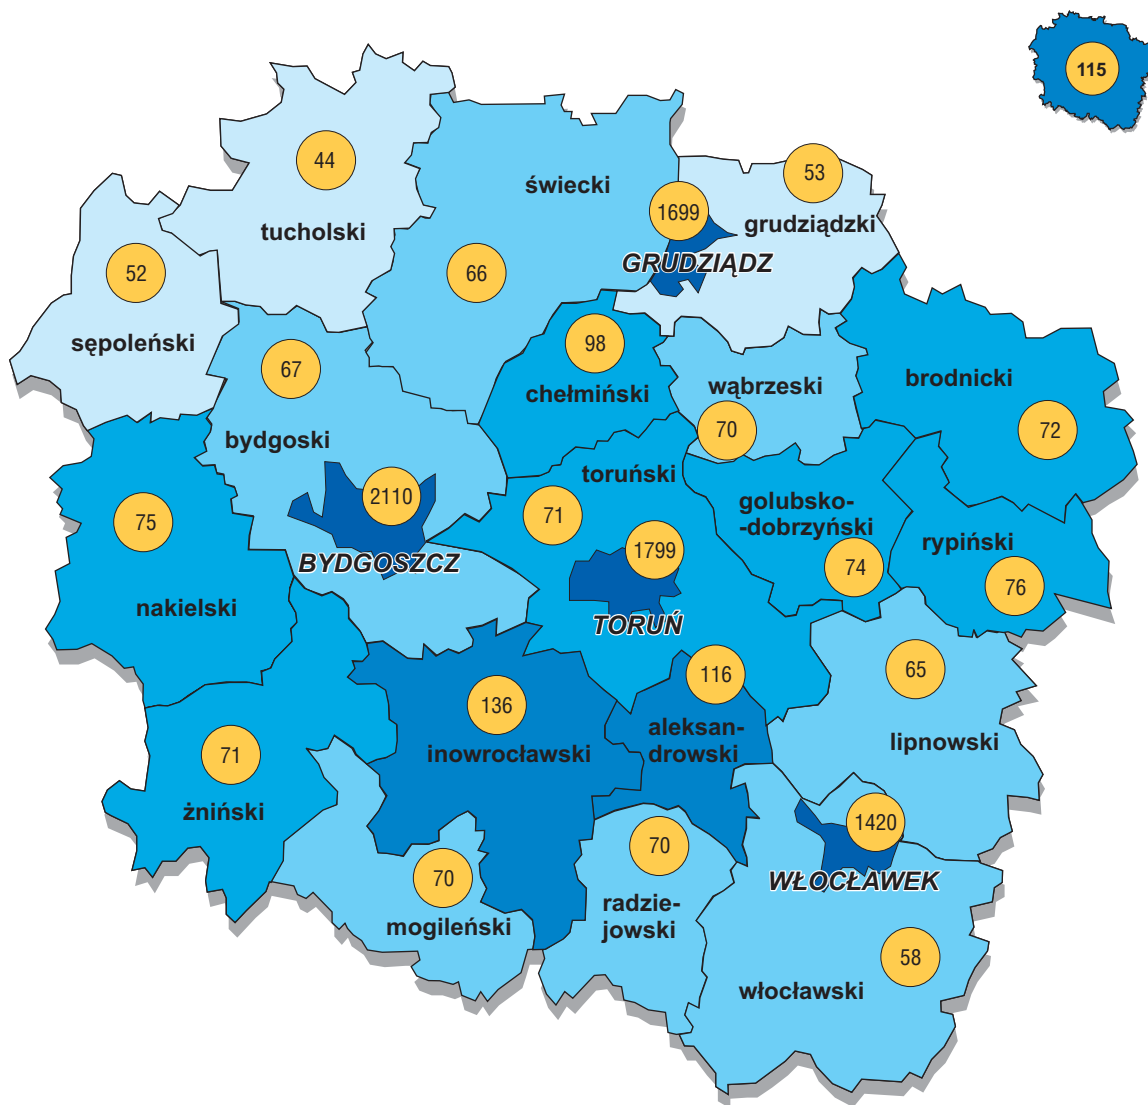 115
44
tucholski
świecki
53
1699
grudziądzki
GRUDZIĄDZ
52
sępoleński
66
67
bydgoski
98
chełmiński
wąbrzeski
70
brodnicki
72
75
nakielski
2110
BYDGOSZCZ
toruński
71
1799
TORUŃ
golubsko-
-dobrzyński
74
rypiński
76
136
inowrocławski
116
aleksan-
drowski
65
lipnowski
71
żniński
70
mogileński
70
radzie-
jowski
1420
WŁOCŁAWEK
58
włocławski